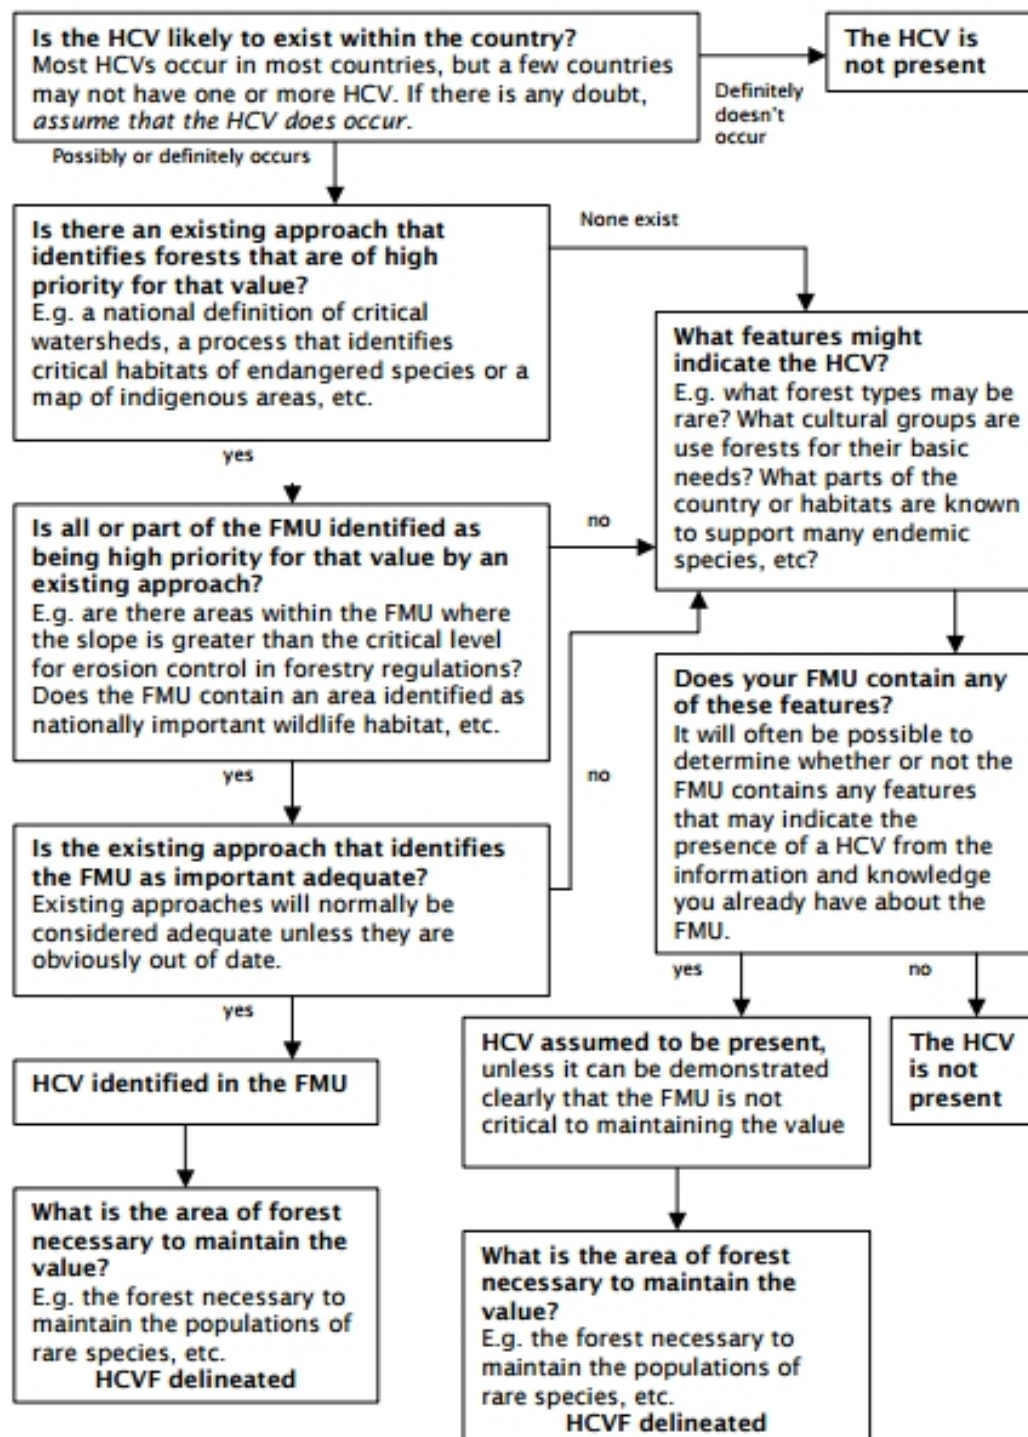 Is the HCV likely to exist within the country?
Most HCVs occur in most countries, but a few countries
may not have one or more HCV. If there is any doubt,
assume that the HCV does occur.
The HCV is
not present
Definitely
doesn't
occur
Possibly or definitely occurs
Is there an existing approach that
identifies forests that are of high
priority for that value?
E.g. a national definition of critical
watersheds, a process that identifies
critical habitats of endangered species or a
map of indigenous areas, etc.
None exist
yes
What features might
indicate the HCV?
E.g. what forest types may be
rare? What cultural groups are
use forests for their basic
needs? What parts of the
country or habitats are known
to support many endemic
species, etc?
Is all or part of the FMU identified as
being high priority for that value by an
existing approach?
E.g. are there areas within the FMU where
the slope is greater than the critical level
for erosion control in forestry regulations?
Does the FMU contain an area identified as
nationally important wildlife habitat, etc.
no
yes
no
Does your FMU contain any
of these features?
It will often be possible to
determine whether or not the
FMU contains any features
that may indicate the
presence of a HCV from the
information and knowledge
you already have about the
FMU.
Is the existing approach that identifies
the FMU as important adequate?
Existing approaches will normally be
considered adequate unless they are
obviously out of date.
yes
yes
no
HCV identified in the FMU
HCV assumed to be present,
unless it can be demonstrated
clearly that the FMU is not
critical to maintaining the value
The HCV
is not
present
What is the area of forest
necessary to maintain the
value?
E.g. the forest necessary to
maintain the populations of
rare species, etc.
HCVF delineated
What is the area of forest
necessary to maintain the
value?
E.g. the forest necessary to
maintain the populations of
rare species, etc.
HCVF delineated